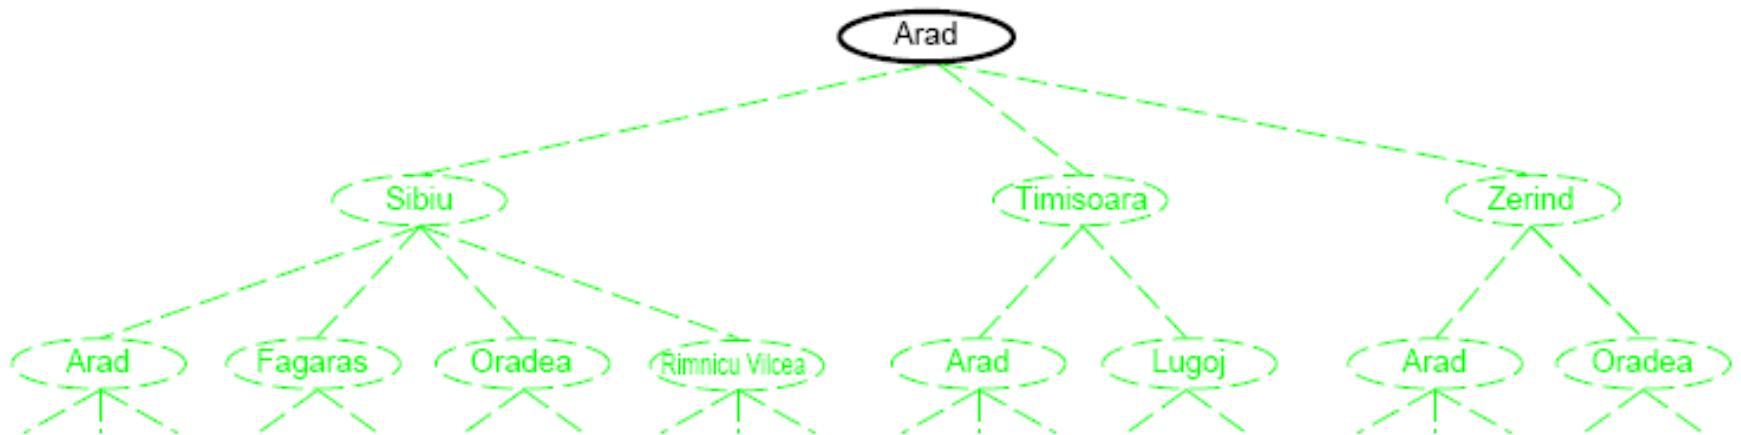 Arad
Sibiu
Timisoara
Zerind
Arad
Fagaras
Oradea
Rimnicu Vilcea
Arad
Lugoj
Arad
Oradea